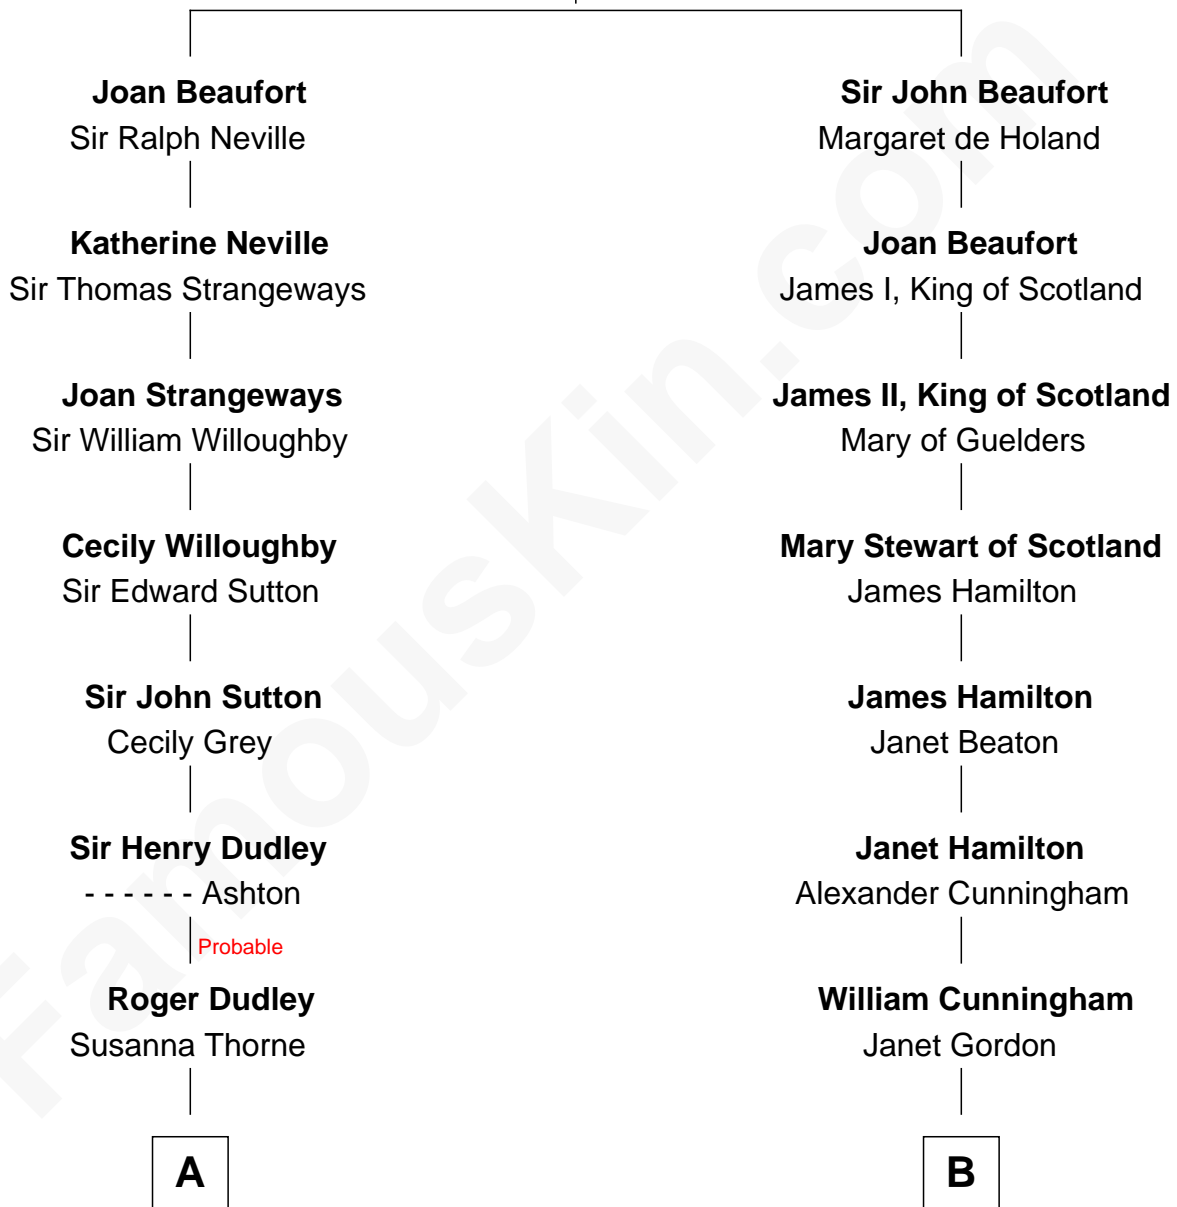 Joan Beaufort
Sir Ralph Neville
Katherine Neville
Sir Thomas Strangeways
Joan Strangeways
Sir William Willoughby
Cecily Willoughby
Sir Edward Sutton
Sir John Sutton
Cecily Grey
Sir Henry Dudley
- - - - - - Ashton
Probable
Roger Dudley
Susanna Thorne
A
Sir John Beaufort
Margaret de Holand
Joan Beaufort
James I, King of Scotland
James II, King of Scotland
Mary of Guelders
Mary Stewart of Scotland
James Hamilton
James Hamilton
Janet Beaton
Janet Hamilton
Alexander Cunningham
William Cunningham
Janet Gordon
B
FamousKin.com